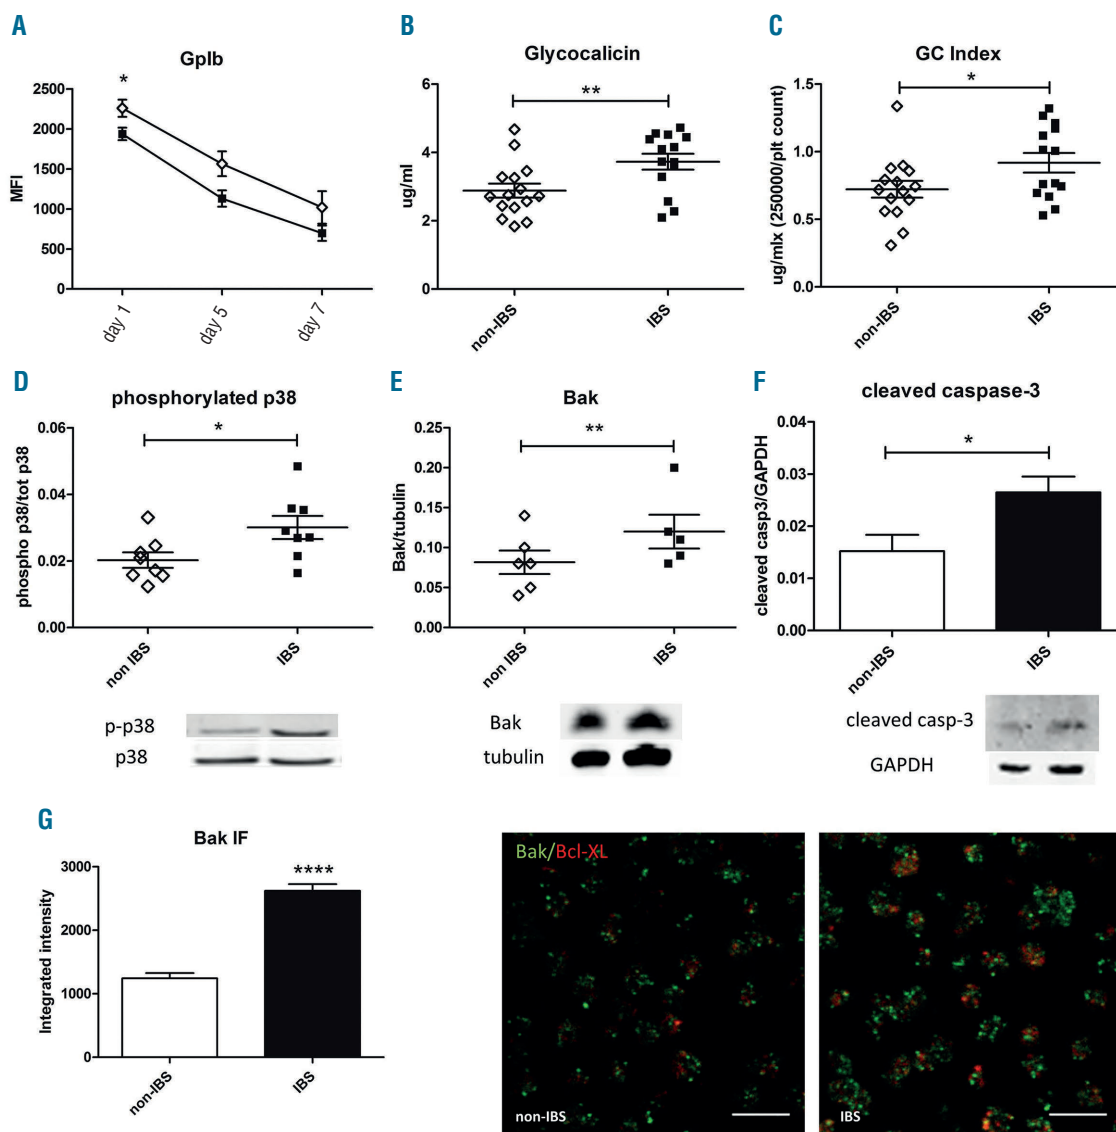 A
GpIb
*
MFI
2500
2000
1500
1000
500
0
day 1
day 5
day 7
B
Glycocalicin
**
ug/ml
6
4
2
0
non-IBS
IBS
C
GC Index
*
ug/mlx (250000/plt count)
1.5
1.0
0.5
0.0
non-IBS
IBS
D
phosphorylated p38
*
phospho p38/tot p38
0.06
0.04
0.02
0.00
non IBS
IBS
p-p38
p38
E
Bak
**
Bak/tubulin
0.25
0.20
0.15
0.10
0.05
0.00
non IBS
IBS
Bak
tubulin
F
cleaved caspase-3
*
cleaved casp3/GAPDH
0.04
0.03
0.02
0.01
0.00
non-IBS
IBS
cleaved casp-3
GAPDH
G
Bak IF
****
Integrated intensity
3000
2000
1000
0
non-IBS
IBS
Bak/Bcl-XL
non-IBS
IBS